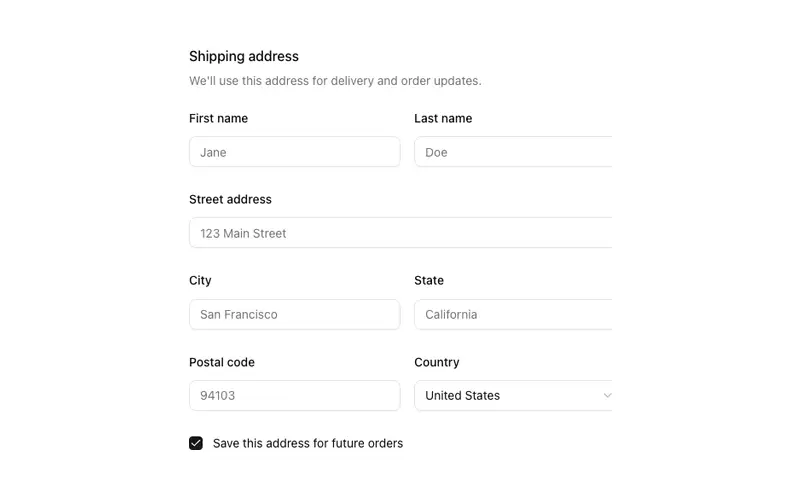 Shipping address
We'll use this address for delivery and order updates.
First name
Last name
Jane
Doe
Street address
123 Main Street
City
State
San Francisco
California
Postal code
Country
94103
United States
Save this address for future orders